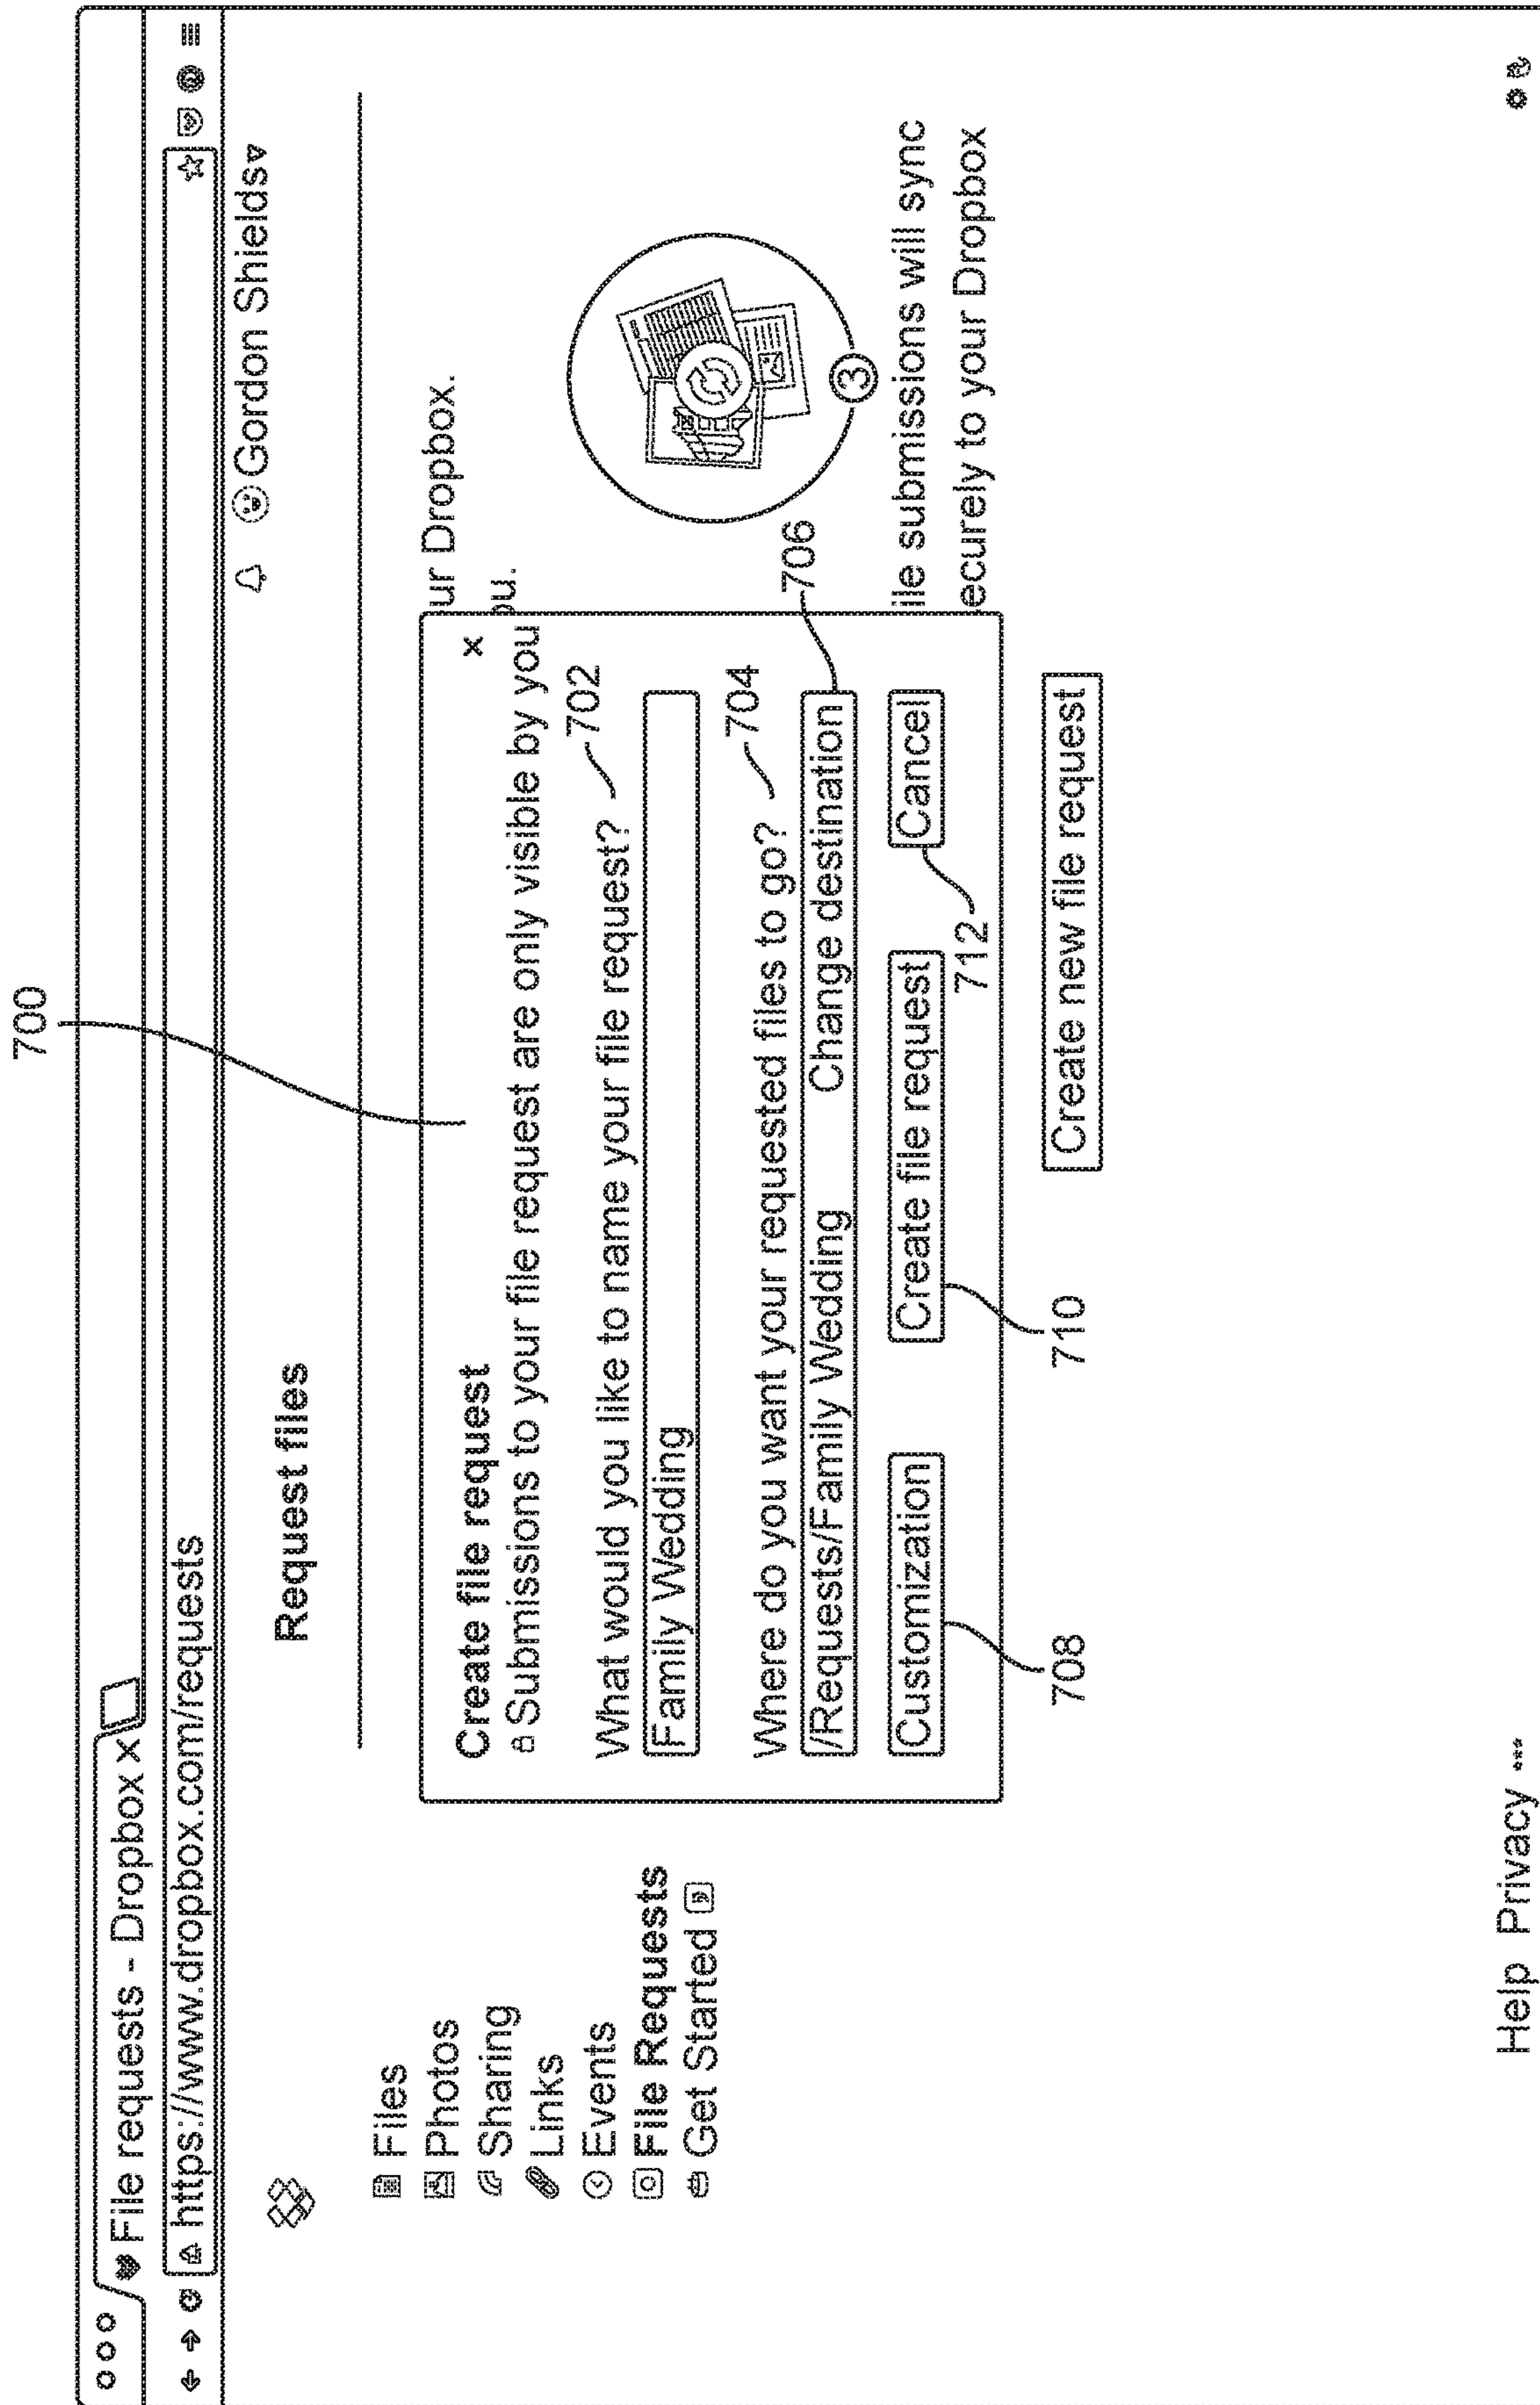 700
File requests - Dropbox X
https://www.dropbox.com/requests
Gordon Shields
Request files
Files
Photos
Sharing
Links
Events
File Requests
Get Started
ur Dropbox.
ou.
Create file request x
Submissions to your file request are only visible by you
What would you like to name your file request? 702
Family Wedding
Where do you want your requested files to go? 704
/Requests/Family Wedding Change destination 706
Customization Create file request Cancel
708
710
712
3
ile submissions will sync
ecurely to your Dropbox
Create new file request
Help Privacy •••